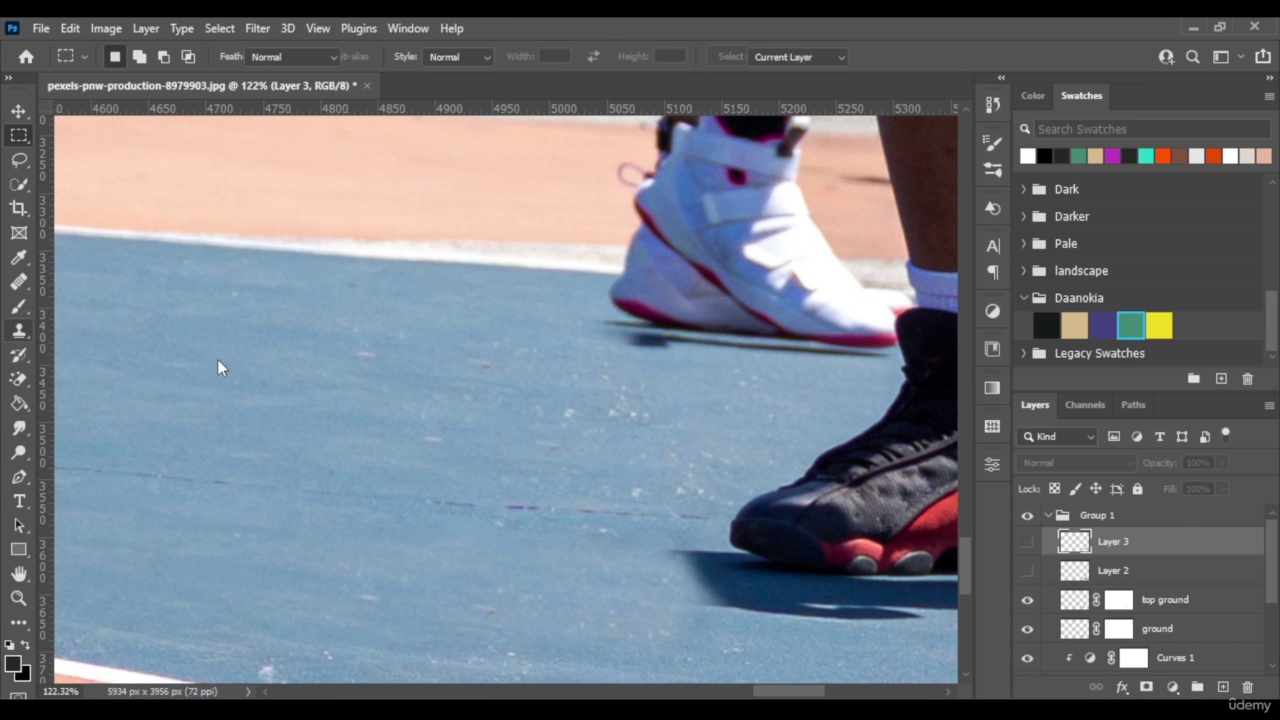 Ps File Edit Image Layer Type Select Filter 3D View Plugins Window Help
Feath Normal t-alias Style: Normal Width: Height: Select Current Layer
pexels-pnw-production-8979903.jpg @ 122% (Layer 3, RGB/8) * ×
0 4600 4650 4700 4750 4800 4850 4900 4950 5000 5050 5100 5150 5200 5250 5300
Color Swatches
Search Swatches
Dark
Darker
Pale
landscape
Daanokia
Legacy Swatches
Layers Channels Paths
Kind
Normal Opacity: 100%
Lock: Fill: 100%
Group 1
Layer 3
Layer 2
top ground
ground
Curves 1
122.32% 5934 px x 3956 px (72 ppi)
ûdemy